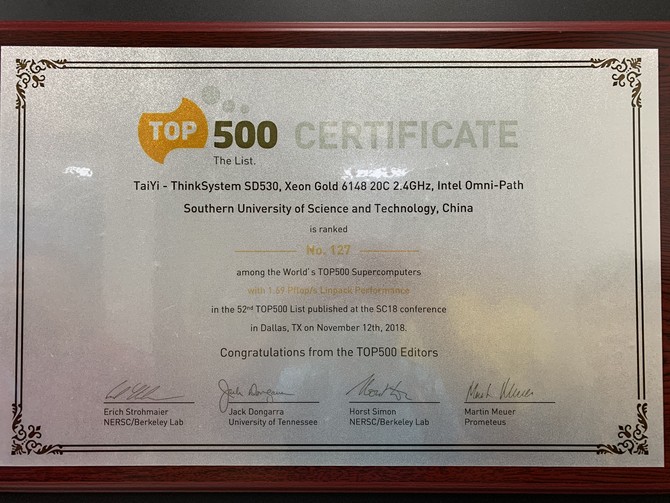 TOP 500 CERTIFICATE
The List.
TaiYi - ThinkSystem SD530, Xeon Gold 6148 20C 2.4GHz, Intel Omni-Path
Southern University of Science and Technology, China
is ranked
No. 127
among the World's TOP500 Supercomputers
with 1.69 Pflop/s Linpack Performance
in the 52nd TOP500 List published at the SC18 conference
in Dallas, TX on November 12th, 2018.
Congratulations from the TOP500 Editors
Erich Strohmaier
NERSC/Berkeley Lab
Jack Dongarra
University of Tennessee
Horst Simon
NERSC/Berkeley Lab
Martin Meuer
Prometeus